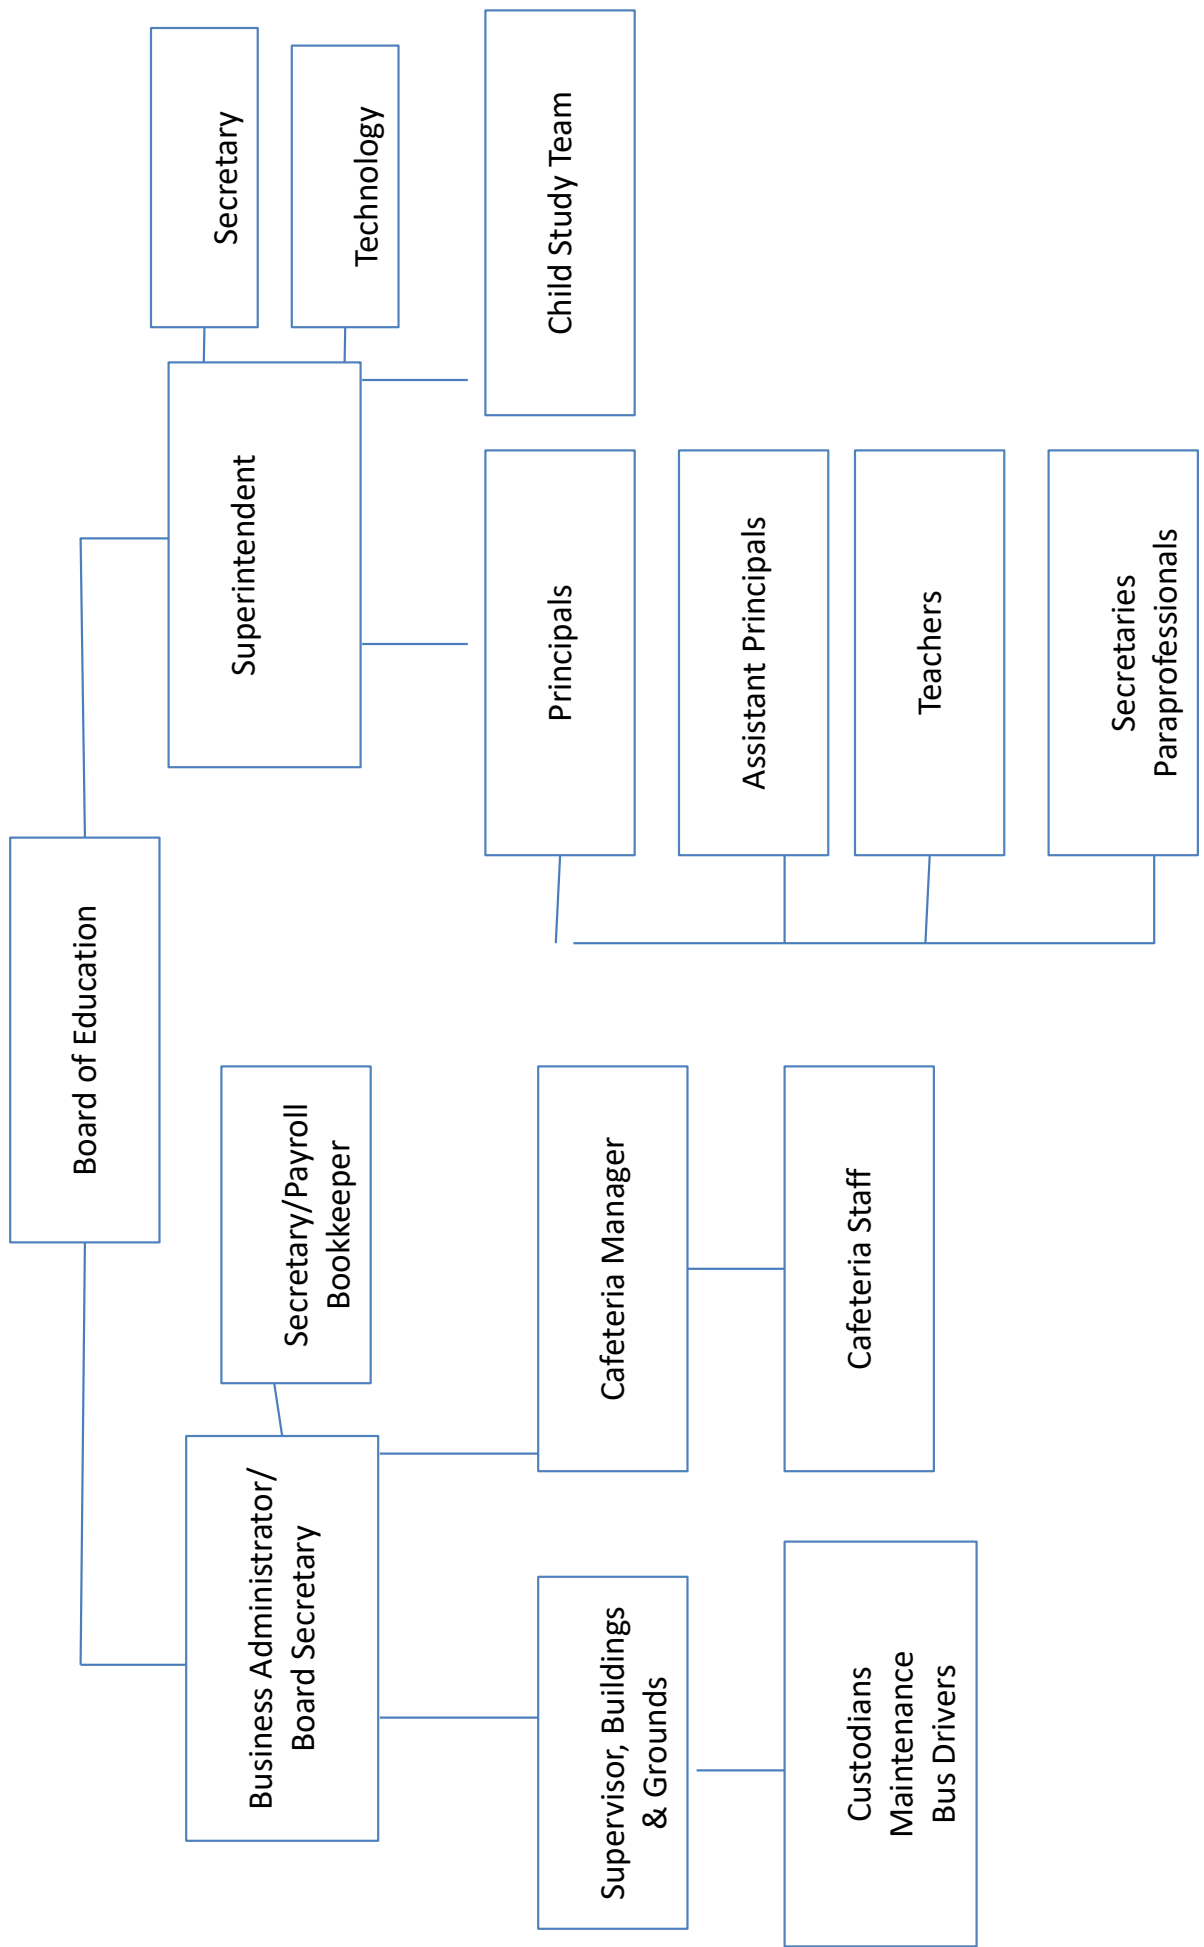 Board of Education
Business Administrator/
Board Secretary
Secretary/Payroll
Bookkeeper
Superintendent
Secretary
Technology
Supervisor, Buildings
& Grounds
Cafeteria Manager
Principals
Child Study Team
Custodians
Maintenance
Bus Drivers
Cafeteria Staff
Assistant Principals
Teachers
Secretaries
Paraprofessionals